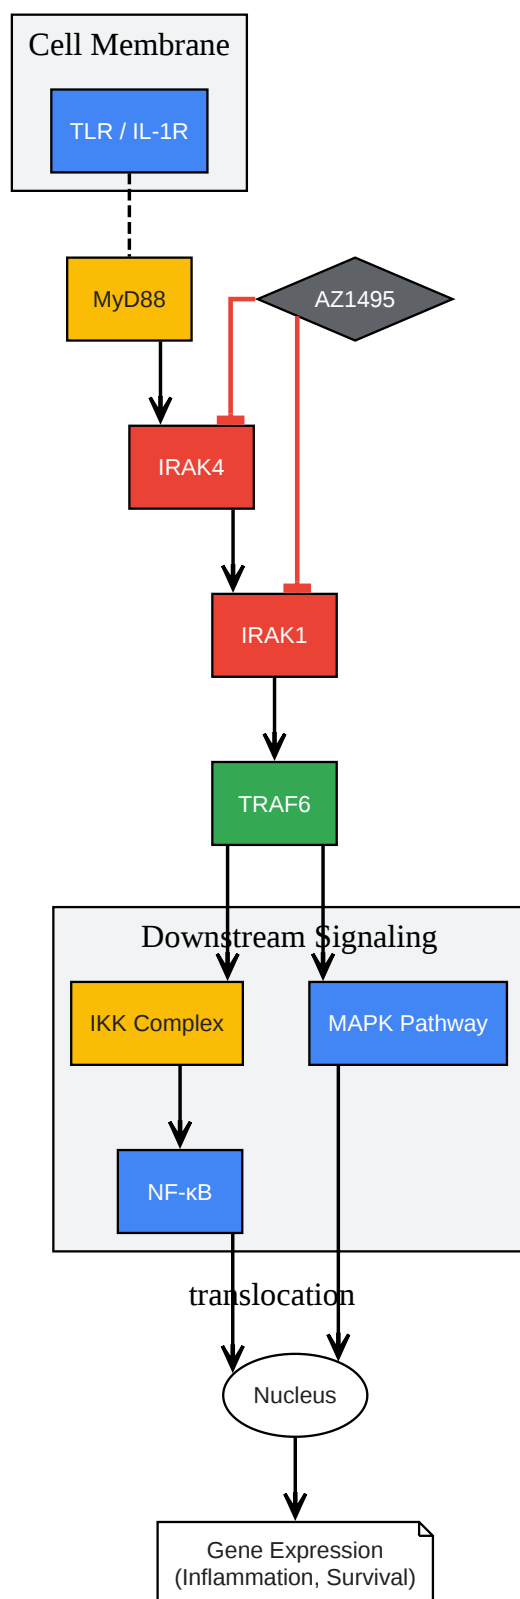 Cell Membrane
TLR / IL-1R
MyD88
AZ1495
IRAK4
IRAK1
TRAF6
Downstream Signaling
IKK Complex
MAPK Pathway
NF-κB
translocation
Nucleus
Gene Expression
(Inflammation, Survival)